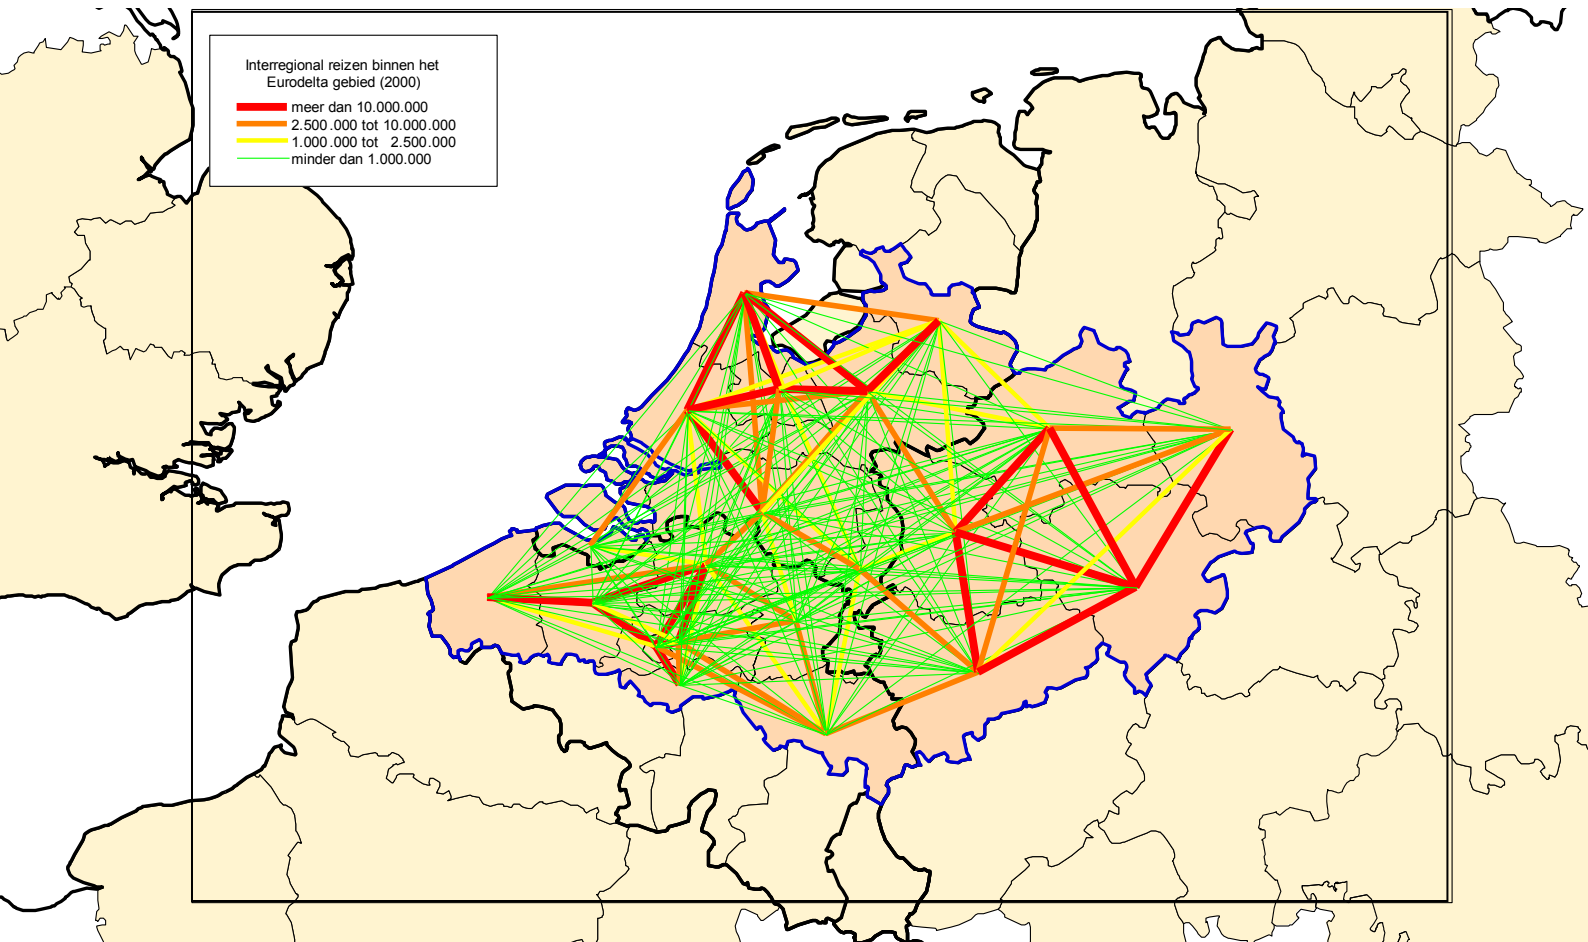 Interregional reizen binnen het
Eurodelta gebied (2000)
meer dan 10.000.000
2.500.000 tot 10.000.000
1.000.000 tot 2.500.000
minder dan 1.000.000